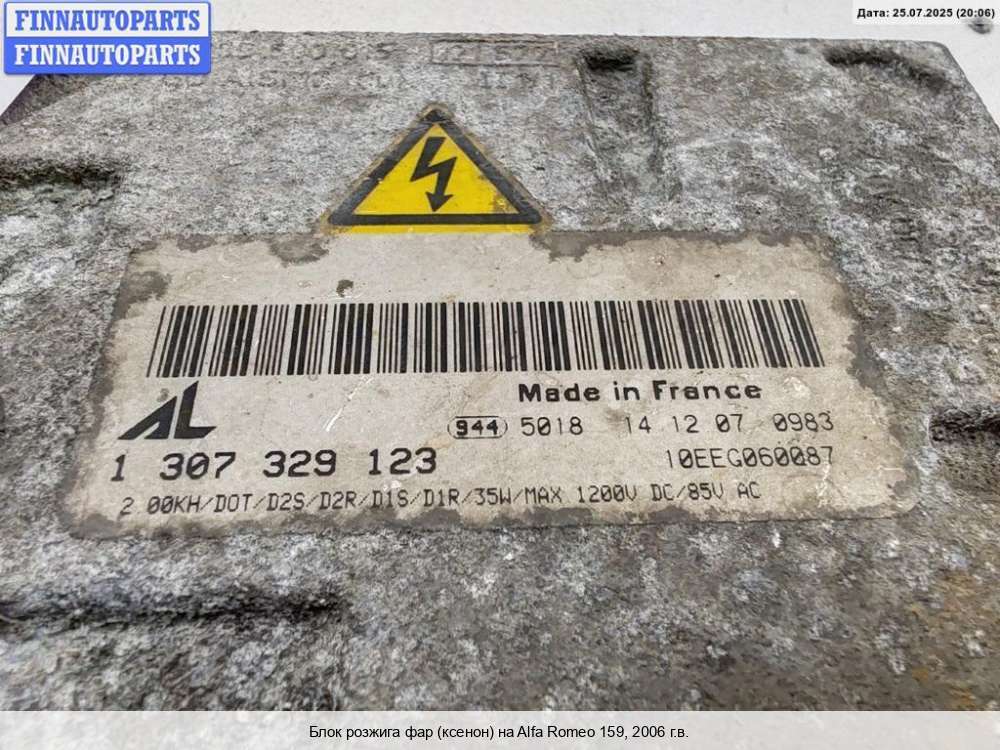 FINNAUTOPARTS
FINNAUTOPARTS
Дата: 25.07.2025 (20:06)
AL
Made in France
944 5018 14 12 07 0983
1 307 329 123
10EEG060087
2 00KH/DOT/D2S/D2R/D1S/D1R/35W/MAX 1200V DC/85V AC
Блок розжига фар (ксенон) на Alfa Romeo 159, 2006 г.в.